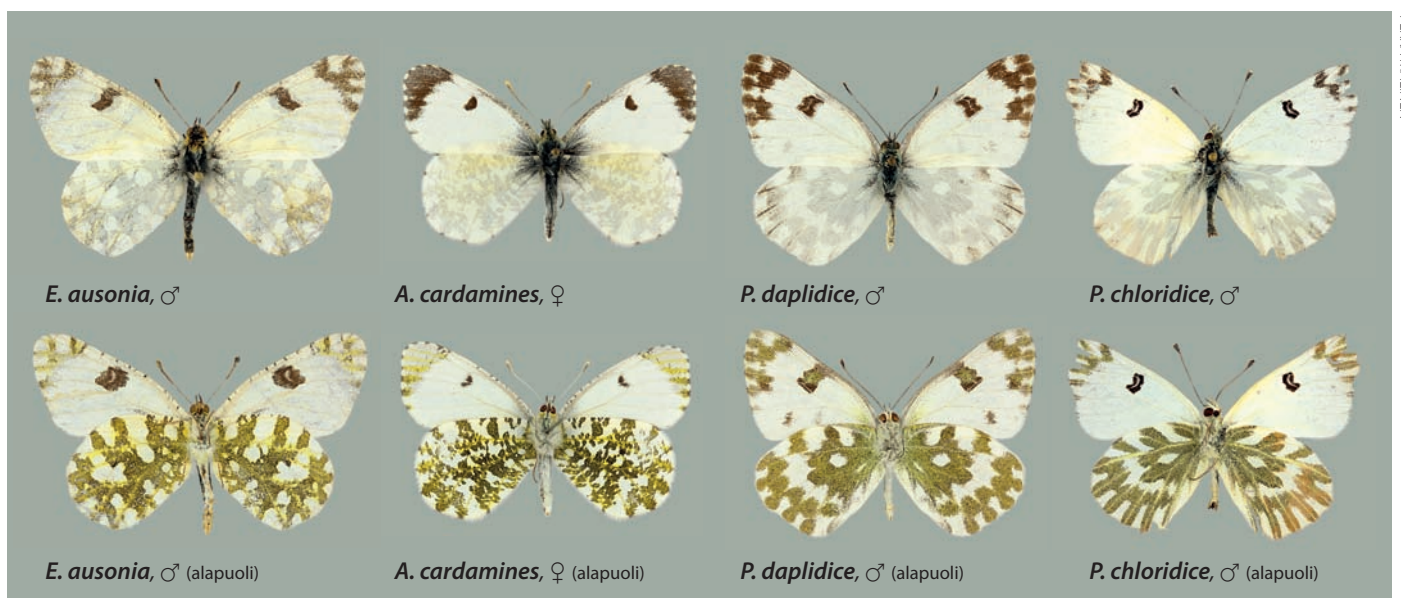 E. ausonia, ♂
A. cardamines, ♀
P. daplidice, ♂
P. chloridice, ♂
E. ausonia, ♂ (alapuoli)
A. cardamines, ♀ (alapuoli)
P. daplidice, ♂ (alapuoli)
P. chloridice, ♂ (alapuoli)